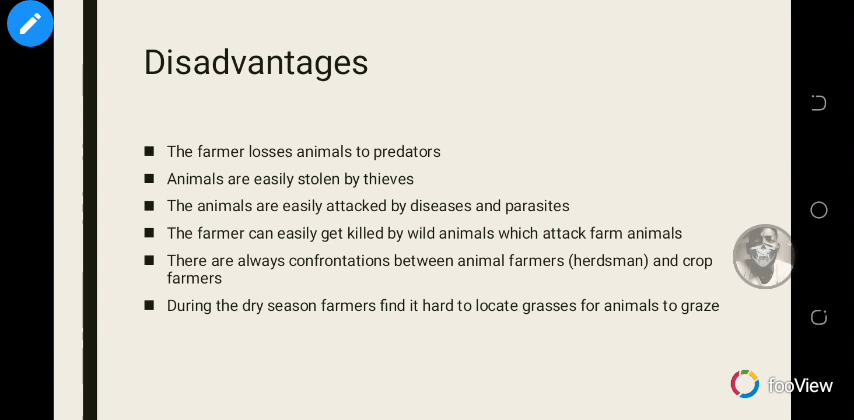 Disadvantages
■ The farmer losses animals to predators
■ Animals are easily stolen by thieves
■ The animals are easily attacked by diseases and parasites
■ The farmer can easily get killed by wild animals which attack farm animals
■ There are always confrontations between animal farmers (herdsman) and crop
farmers
■ During the dry season farmers find it hard to locate grasses for animals to graze
fooView